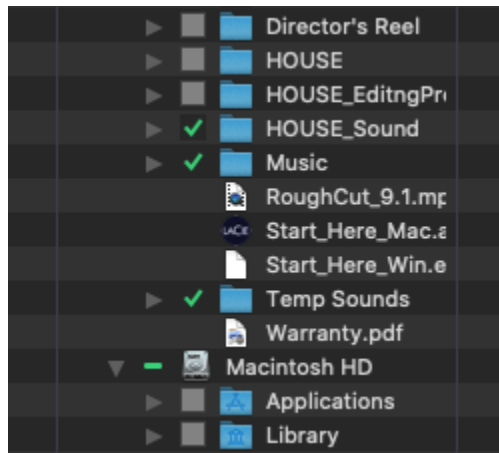 Director's Reel
HOUSE
HOUSE_EditngPr
HOUSE_Sound
Music
RoughCut_9.1.mp
LACIE
Start_Here_Mac.a
Start_Here_Win.e
Temp Sounds
Warranty.pdf
Macintosh HD
Applications
Library